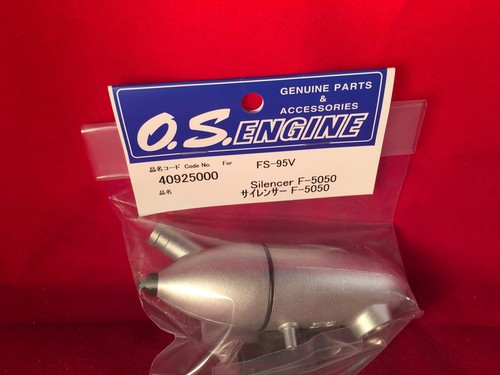 GENUINE PARTS
&
ACCESSORIES
O.S.ENGINE
品名コード Code No. For FS-95V
40925000 Silencer F-5050
品名 サイレンサー F-5050